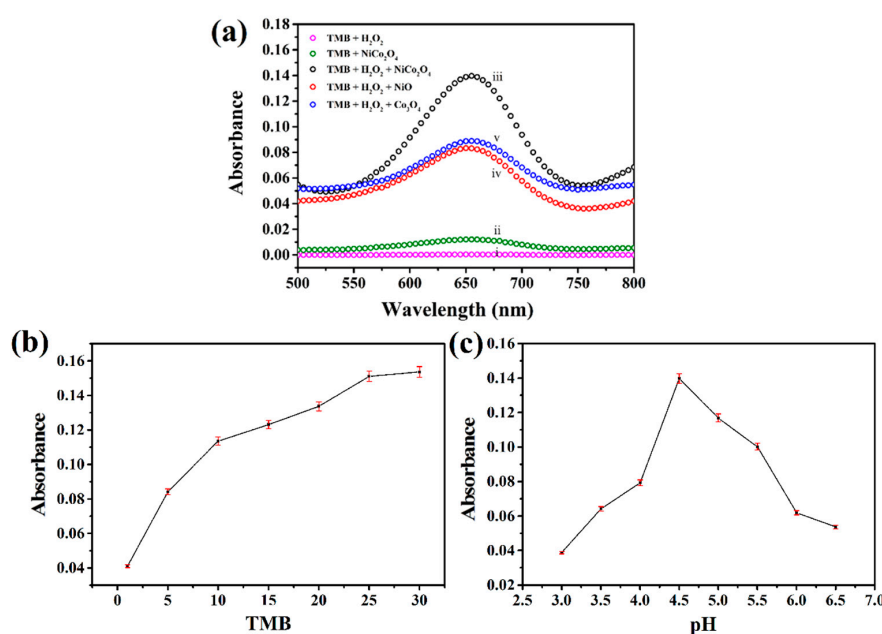 (a)
TMB + H₂O₂
TMB + NiCo₂O₄
TMB + H₂O₂ + NiCo₂O₄
TMB + H₂O₂ + NiO
TMB + H₂O₂ + Co₃O₄
iii
v
iv
ii
i
0.18
0.16
0.14
0.12
0.10
0.08
0.06
0.04
0.02
0.00
Absorbance
500 550 600 650 700 750 800
Wavelength (nm)
(b)
0.16
0.14
0.12
0.10
0.08
0.06
0.04
Absorbance
0 5 10 15 20 25 30
TMB
(c)
0.16
0.14
0.12
0.10
0.08
0.06
0.04
0.02
Absorbance
2.5 3.0 3.5 4.0 4.5 5.0 5.5 6.0 6.5 7.0
pH